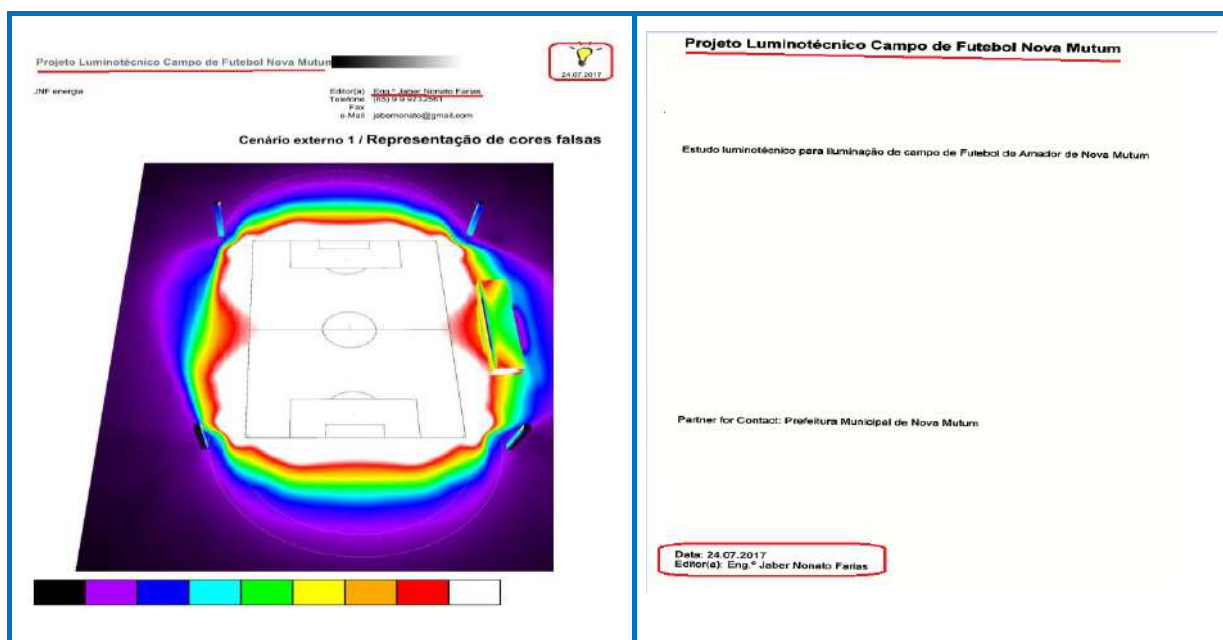 Projeto Luminotécnico Campo de Futebol Nova Mutum
24.07.2017
JNF energia
Editor(a) Eng.º Jaber Nonato Farias
Telefone (65) 9 9 973-2561
Fax
e-Mail jabernonato@gmail.com
Cenário externo 1 / Representação de cores falsas
Projeto Luminotécnico Campo de Futebol Nova Mutum
Estudo luminotécnico para iluminação de campo de Futebol de Amador de Nova Mutum
Partner for Contact: Prefeitura Municipal de Nova Mutum
Data: 24.07.2017
Editor(a): Eng.º Jaber Nonato Farias